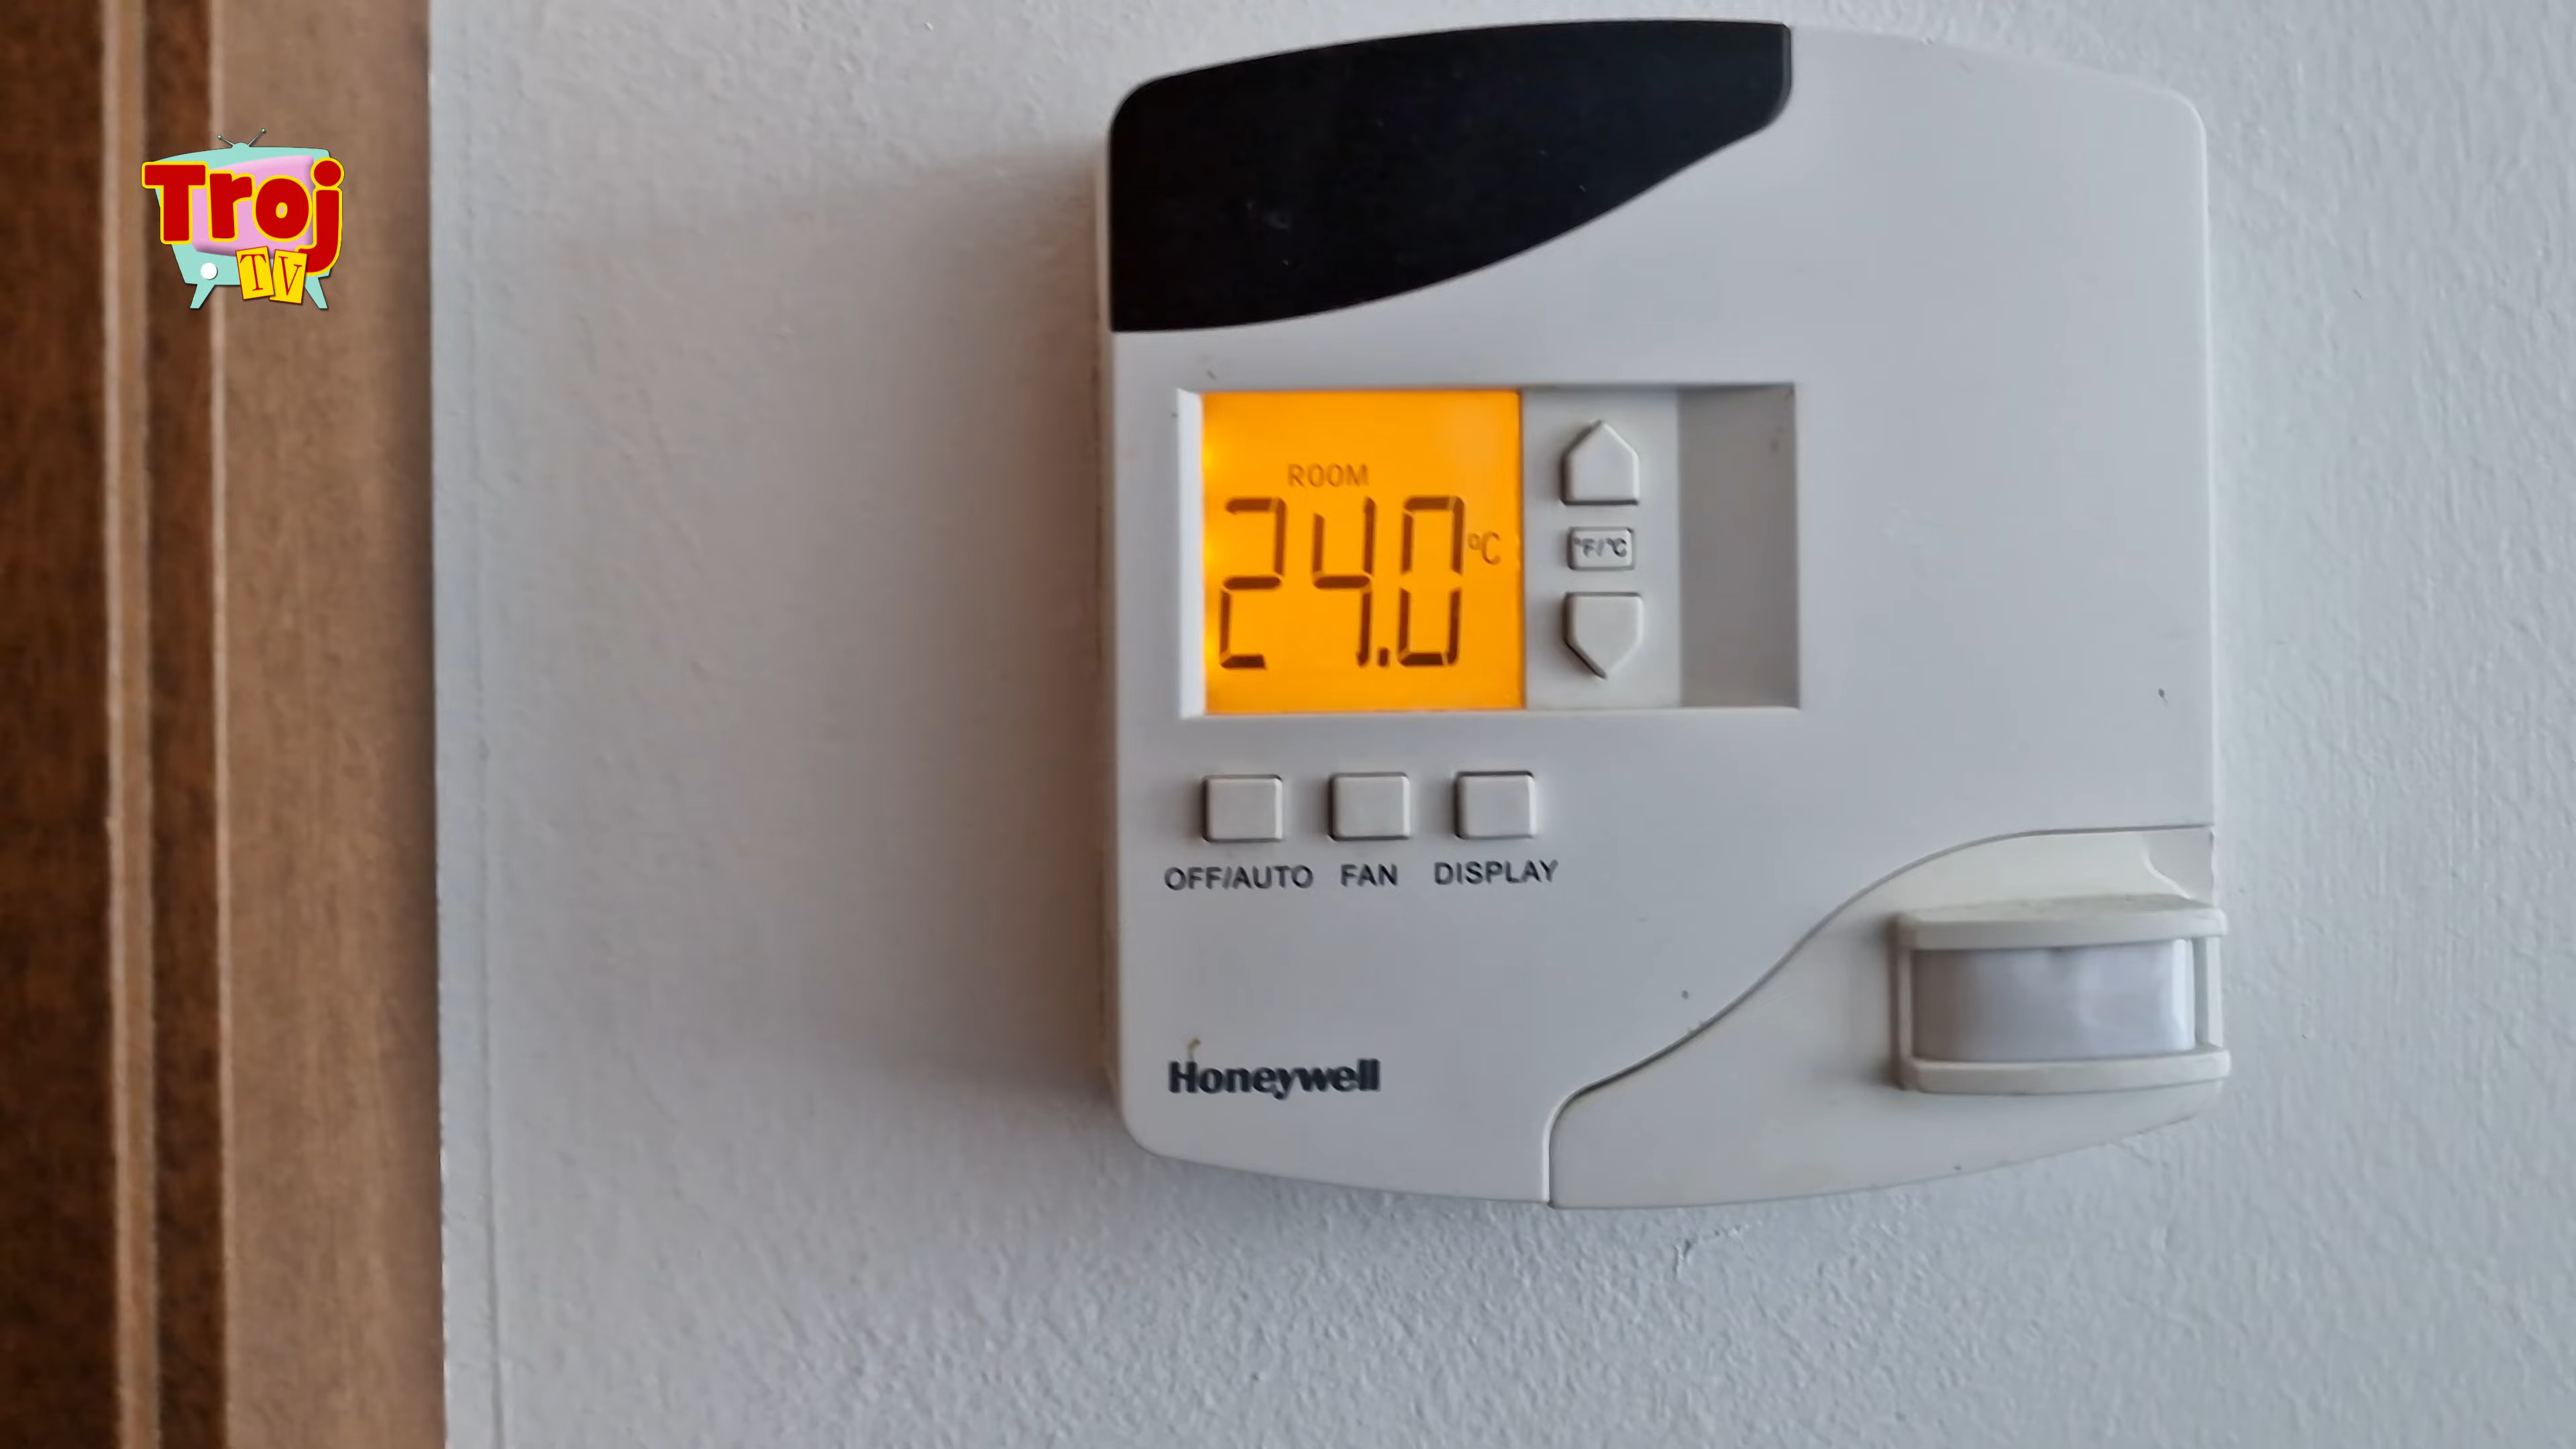 Troj
TV
ROOM
24.0 °C
°F/°C
OFF/AUTO FAN DISPLAY
Honeywell